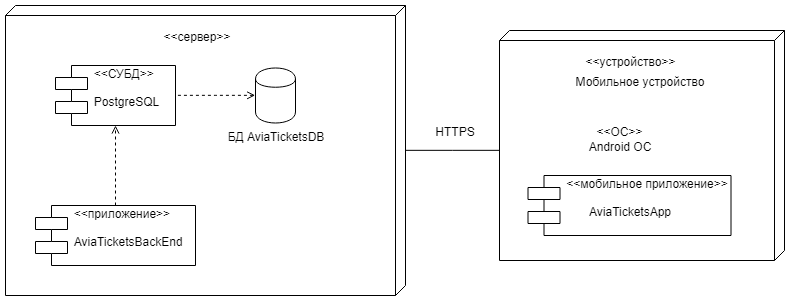 <<сервер>>
<<СУБД>>
PostgreSQL
БД AviaTicketsDB
<<приложение>>
AviaTicketsBackEnd
HTTPS
<<устройство>>
Мобильное устройство
<<ОС>>
Android ОС
<<мобильное приложение>>
AviaTicketsApp